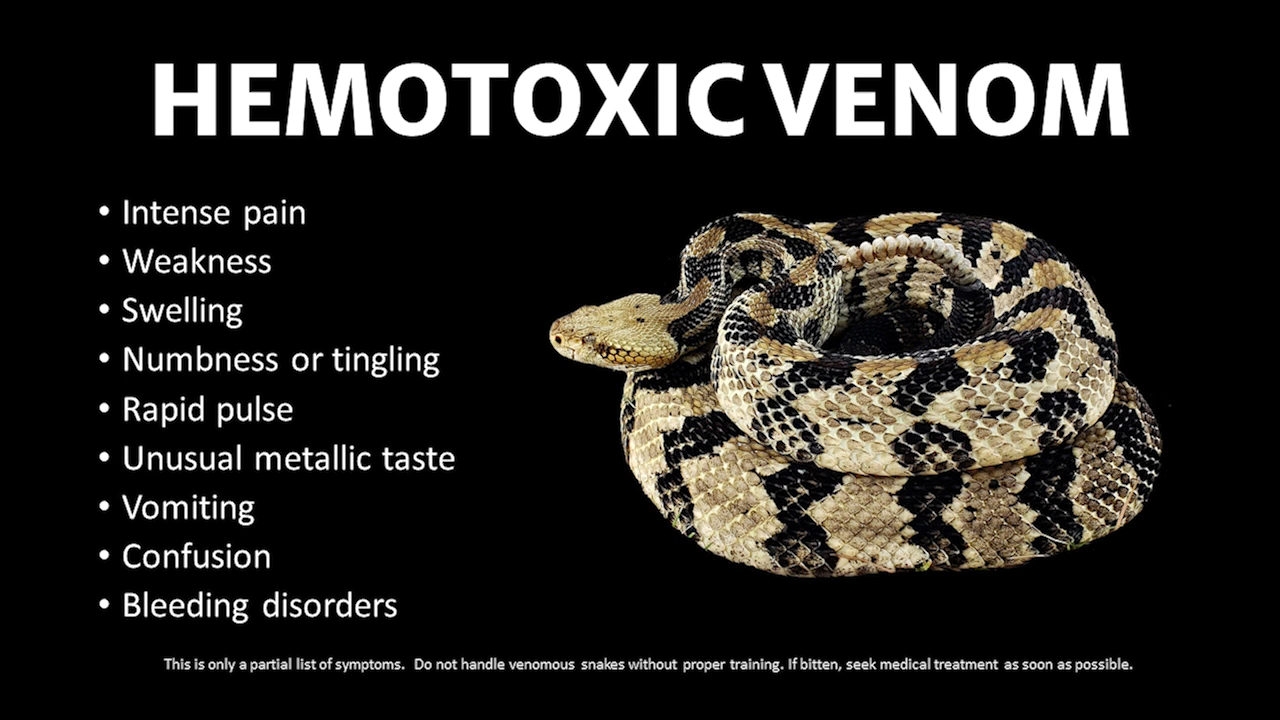 HEMOTOXIC VENOM
• Intense pain
• Weakness
• Swelling
• Numbness or tingling
• Rapid pulse
• Unusual metallic taste
• Vomiting
• Confusion
• Bleeding disorders
This is only a partial list of symptoms. Do not handle venomous snakes without proper training. If bitten, seek medical treatment as soon as possible.